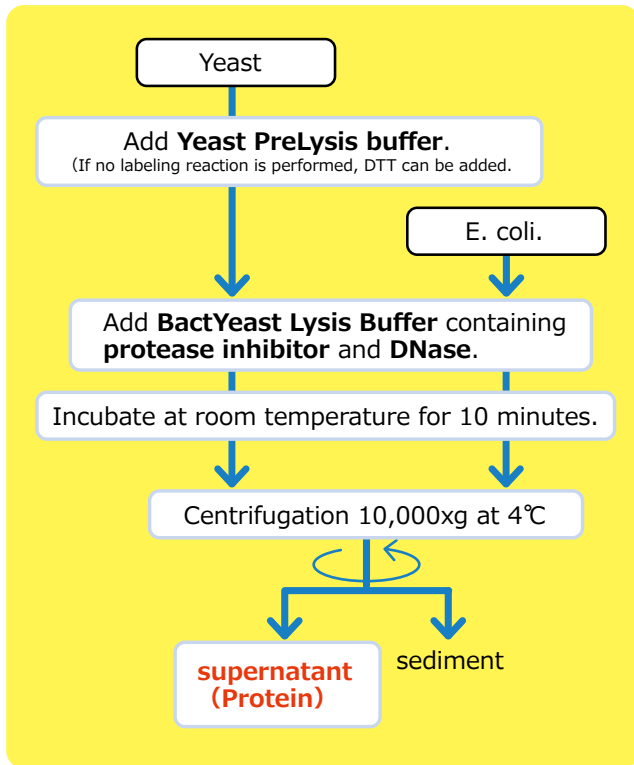 Yeast
Add Yeast PreLysis buffer.
(If no labeling reaction is performed, DTT can be added.
E. coli.
Add BactYeast Lysis Buffer containing
protease inhibitor and DNase.
Incubate at room temperature for 10 minutes.
Centrifugation 10,000xg at 4℃
supernatant
(Protein)
sediment